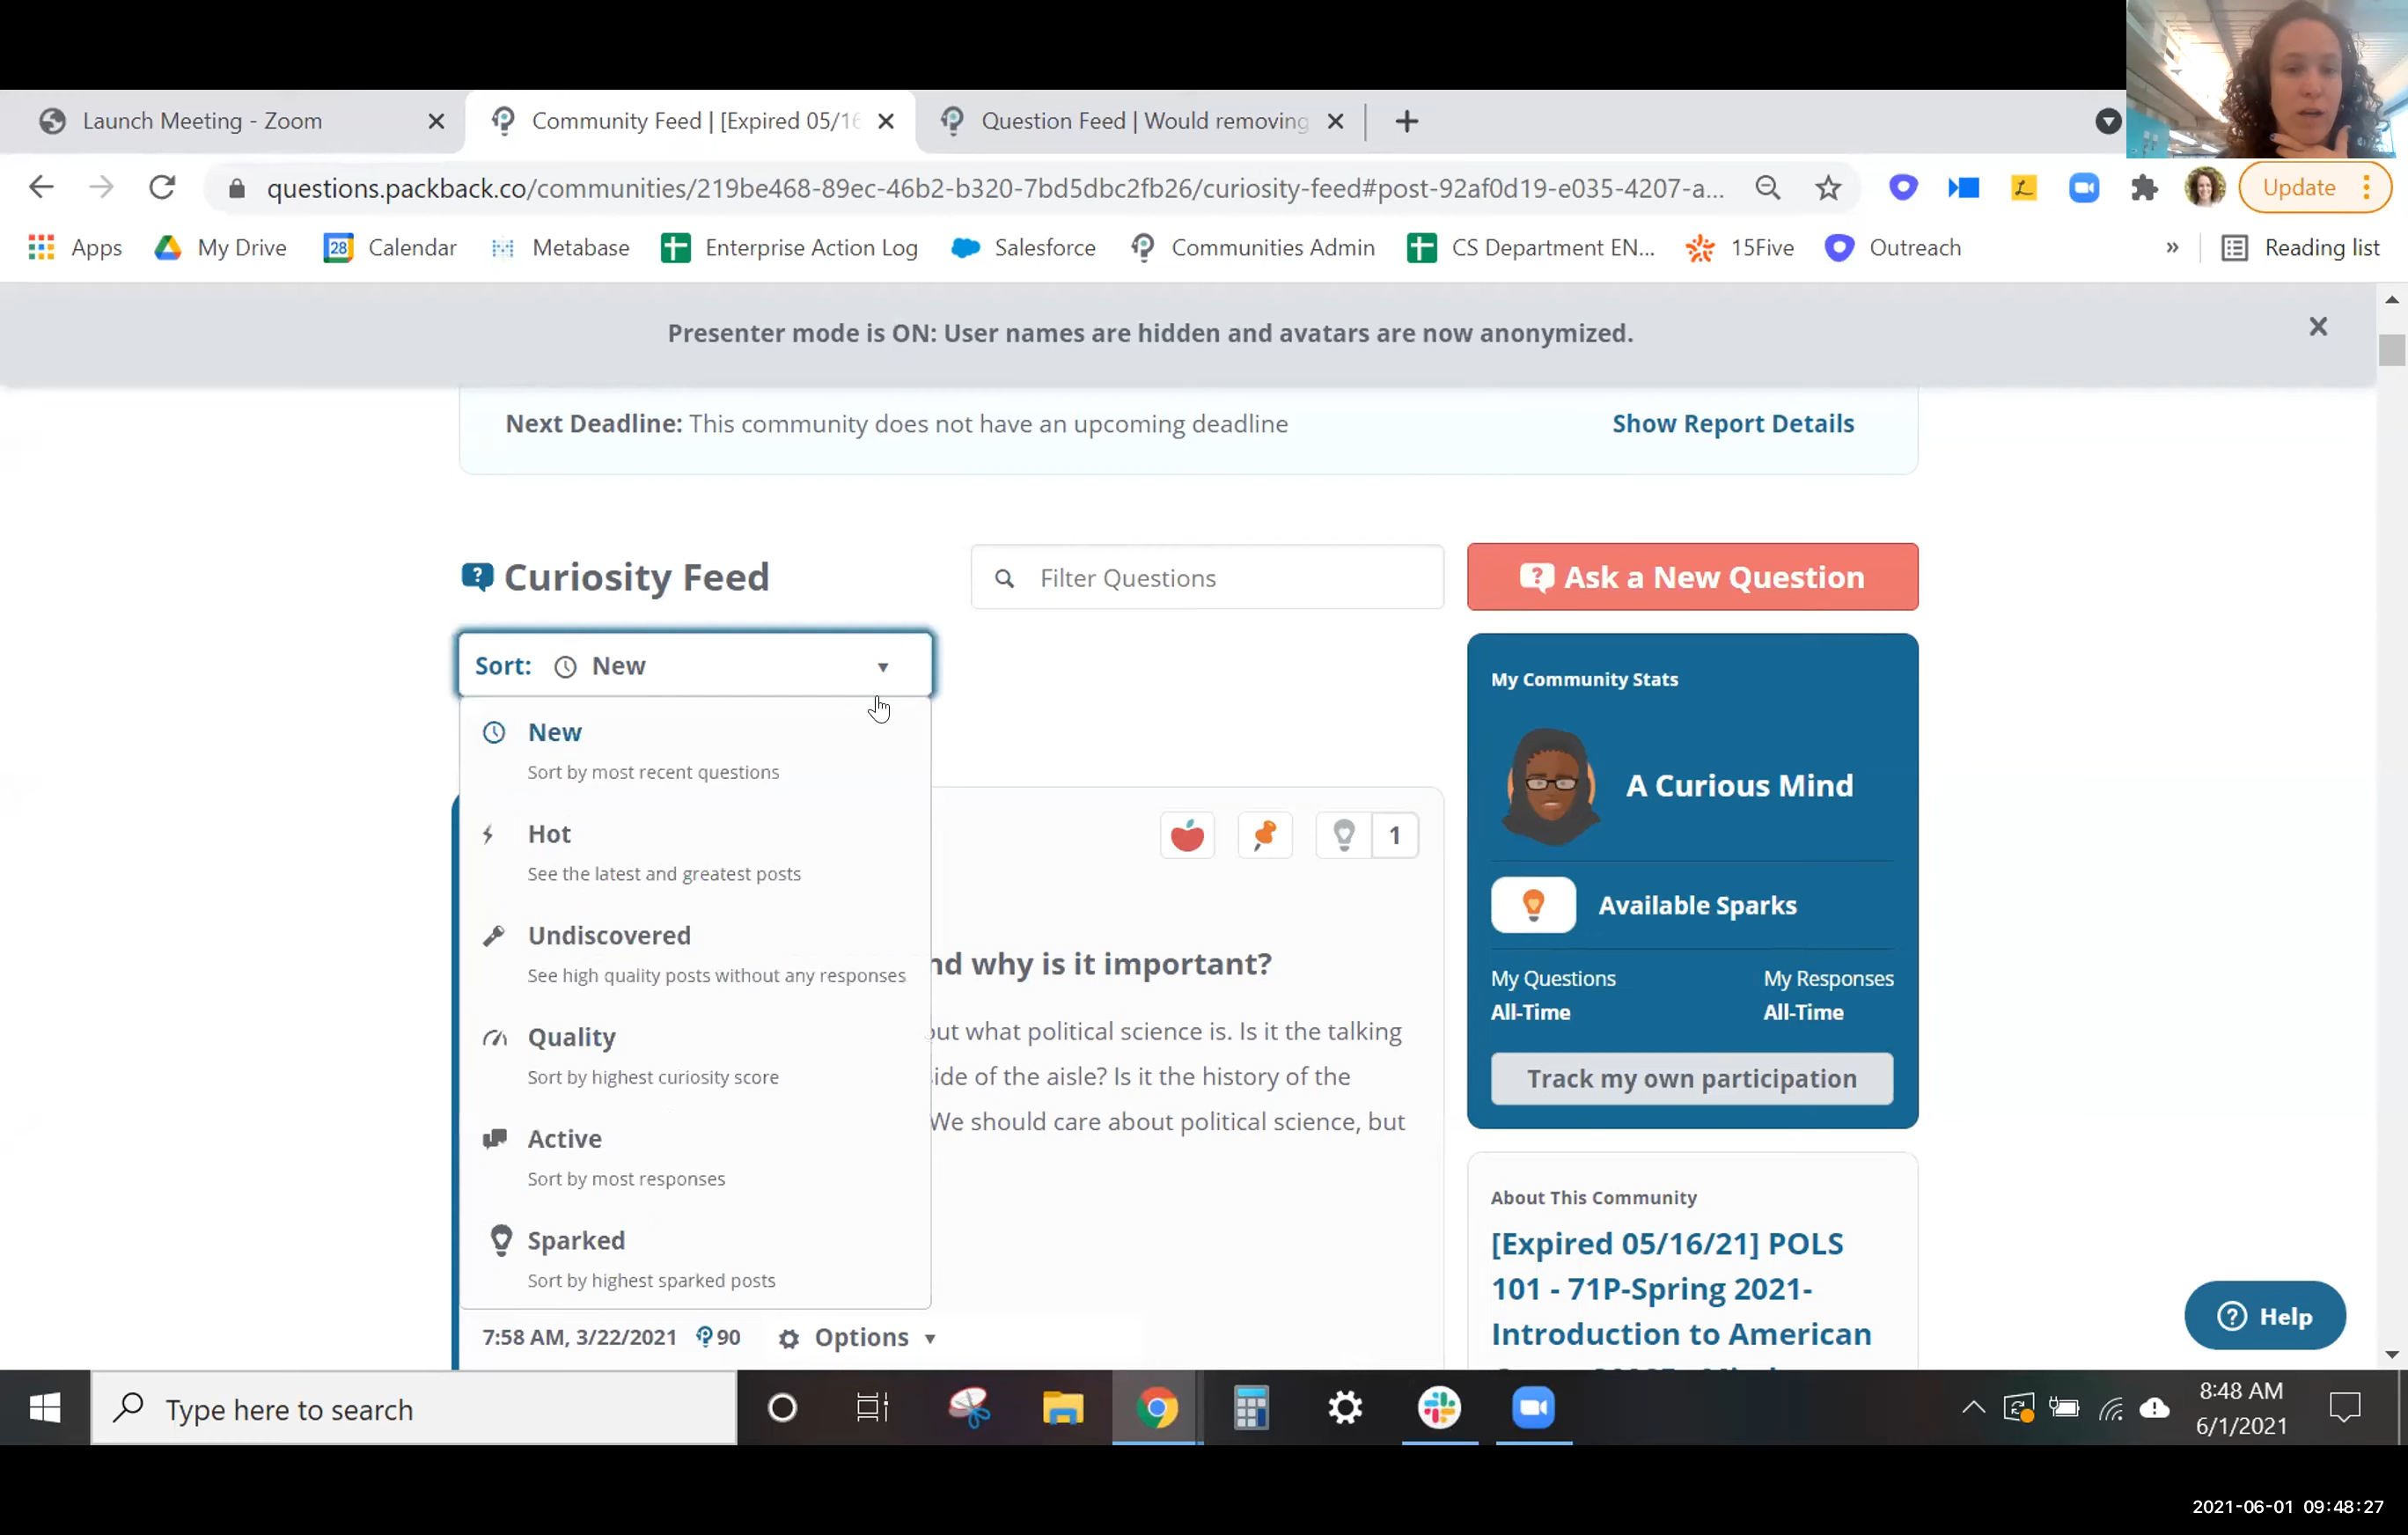 Launch Meeting - Zoom
Community Feed | [Expired 05/16
Question Feed | Would removing
questions.packback.co/communities/219be468-89ec-46b2-b320-7bd5dbc2fb26/curiosity-feed#post-92af0d19-e035-4207-a...
Update
Apps
My Drive
28
Calendar
Metabase
Enterprise Action Log
Salesforce
Communities Admin
CS Department EN...
15Five
Outreach
»
Reading list
Presenter mode is ON: User names are hidden and avatars are now anonymized.
Next Deadline: This community does not have an upcoming deadline
Show Report Details
Curiosity Feed
Filter Questions
Ask a New Question
Sort: New
New
Sort by most recent questions
Hot
See the latest and greatest posts
Undiscovered
See high quality posts without any responses
Quality
Sort by highest curiosity score
Active
Sort by most responses
Sparked
Sort by highest sparked posts
1
nd why is it important?
out what political science is. Is it the talking
ide of the aisle? Is it the history of the
We should care about political science, but
7:58 AM, 3/22/2021
90
Options
My Community Stats
A Curious Mind
Available Sparks
My Questions
All-Time
My Responses
All-Time
Track my own participation
About This Community
[Expired 05/16/21] POLS
101 - 71P-Spring 2021-
Introduction to American
Help
Type here to search
8:48 AM
6/1/2021
2021-06-01 09:48:27